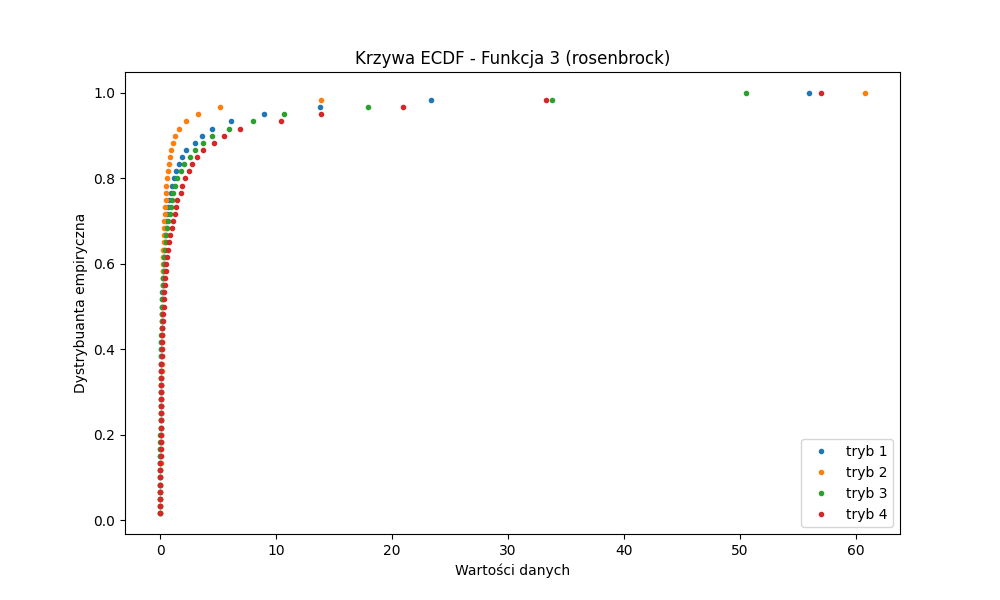 Krzywa ECDF - Funkcja 3 (rosenbrock)
1.0
0.8
0.6
0.4
0.2
0.0
Dystrybuanta empiryczna
tryb 1
tryb 2
tryb 3
tryb 4
0 10 20 30 40 50 60
Wartości danych